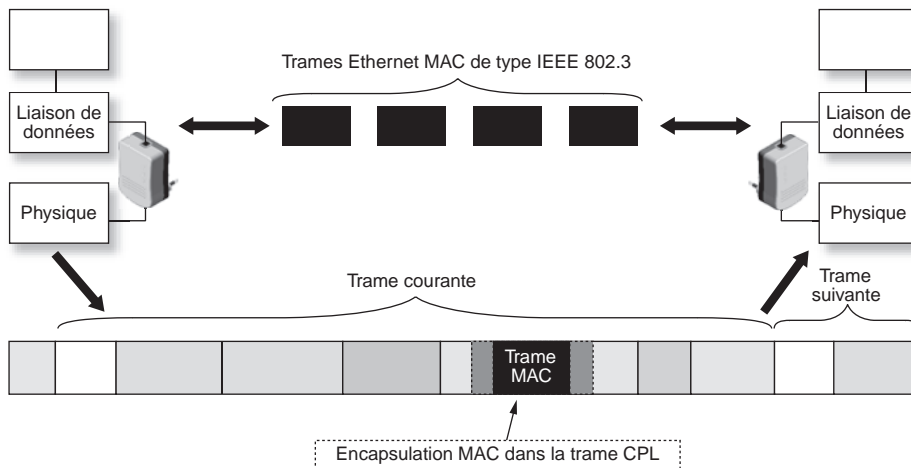 Trames Ethernet MAC de type IEEE 802.3
Liaison de
données
Liaison de
données
Physique
Physique
Trame courante
Trame
suivante
Trame
MAC
Encapsulation MAC dans la trame CPL